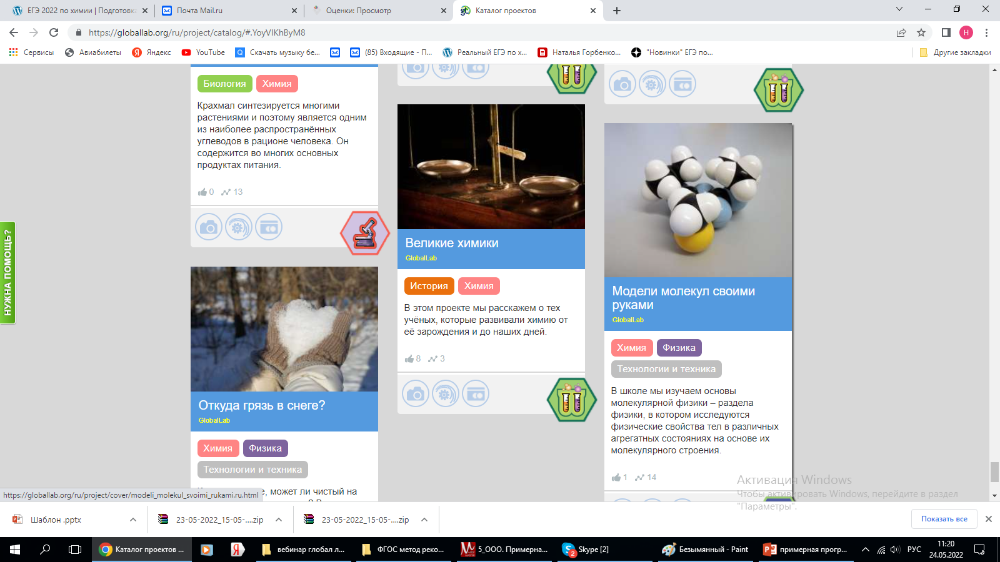 ЕГЭ 2022 по химии | Подготовка
Почта Mail.ru
Оценки: Просмотр
Каталог проектов
https://globallab.org/ru/project/catalog/#.YoyVIKhByM8
Н
Сервисы
Авиабилеты
Яндекс
YouTube
Скачать музыку бе...
(85) Входящие - П...
Реальный ЕГЭ по х...
Наталья Горбенко...
"Новинки" ЕГЭ по...
Другие закладки
НУЖНА ПОМОЩЬ?
Биология
Химия
Крахмал синтезируется многими
растениями и поэтому является одним
из наиболее распространённых
углеводов в рационе человека. Он
содержится во многих основных
продуктах питания.
0
13
Откуда грязь в снеге?
GlobalLab
Химия
Физика
Технологии и техника
может ли чистый на
Великие химики
GlobalLab
История
Химия
В этом проекте мы расскажем о тех
учёных, которые развивали химию от
её зарождения и до наших дней.
8
3
Модели молекул своими
руками
GlobalLab
Химия
Физика
Технологии и техника
В школе мы изучаем основы
молекулярной физики – раздела
физики, в котором исследуются
физические свойства тел в различных
агрегатных состояниях на основе их
молекулярного строения.
1
14
Активация Windows
Чтобы активировать Windows, перейдите в раздел
"Параметры".
https://globallab.org/ru/project/cover/modeli_molekul_svoimi_rukami.ru.html
Шаблон .pptx
23-05-2022_15-05-....zip
23-05-2022_15-05-....zip
Показать все
Каталог проектов ...
вебинар глобал л...
ФГОС метод реко...
5_ООО. Примерна...
Skype [2]
2
Безымянный - Paint
примерная прогр...
РУС
11:20
24.05.2022